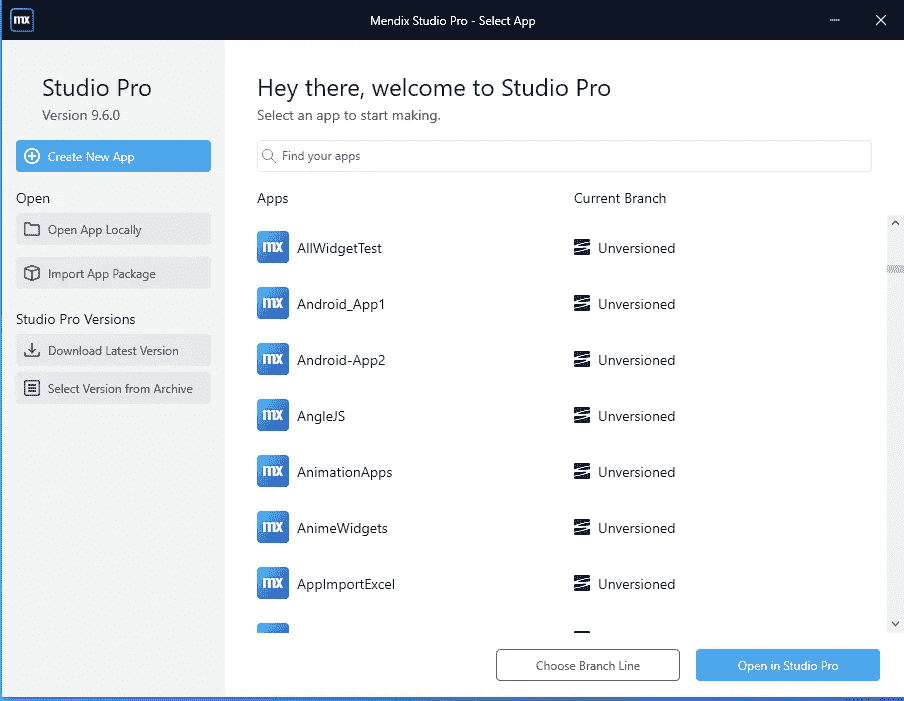 mx Mendix Studio Pro - Select App
Studio Pro
Version 9.6.0
Create New App
Open
Open App Locally
Import App Package
Studio Pro Versions
Download Latest Version
Select Version from Archive
Hey there, welcome to Studio Pro
Select an app to start making.
Find your apps
Apps Current Branch
mx AllWidgetTest Unversioned
mx Android_App1 Unversioned
mx Android-App2 Unversioned
mx AngleJS Unversioned
mx AnimationApps Unversioned
mx AnimeWidgets Unversioned
mx AppImportExcel Unversioned
Choose Branch Line Open in Studio Pro